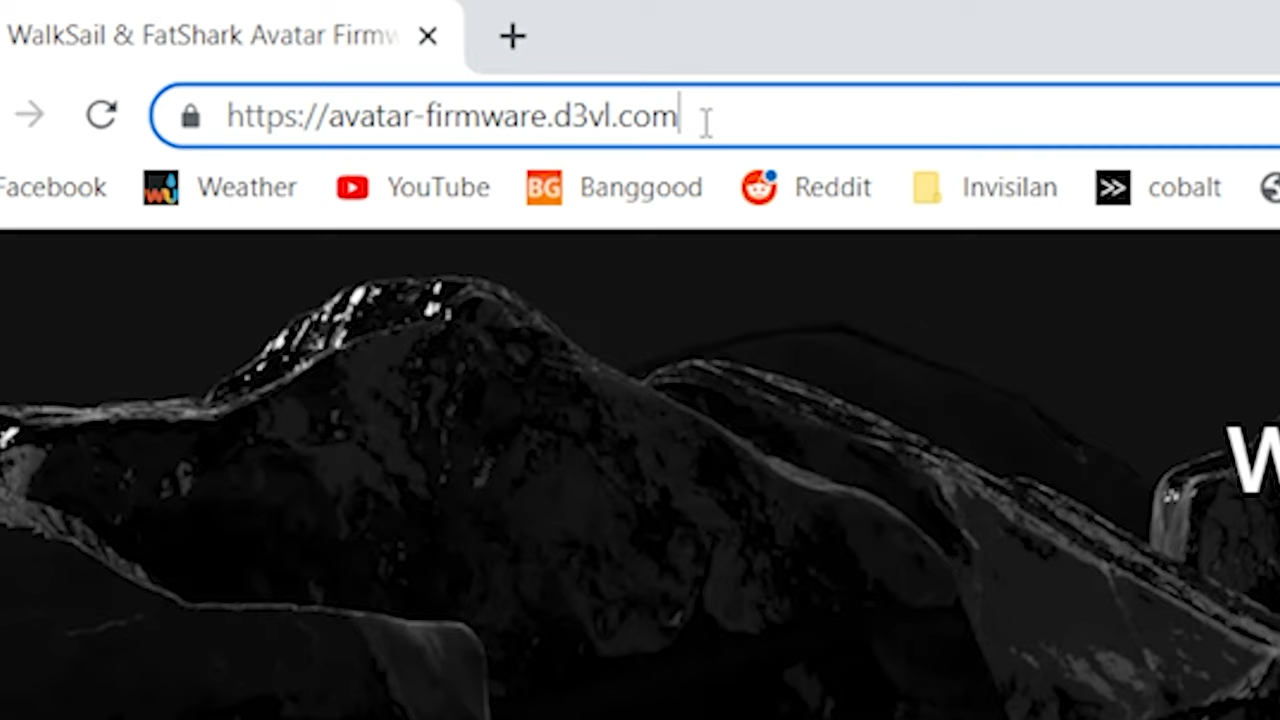 WalkSail & FatShark Avatar Firmw
https://avatar-firmware.d3vl.com
Facebook Weather YouTube BG Banggood Reddit Invisilan cobalt
W